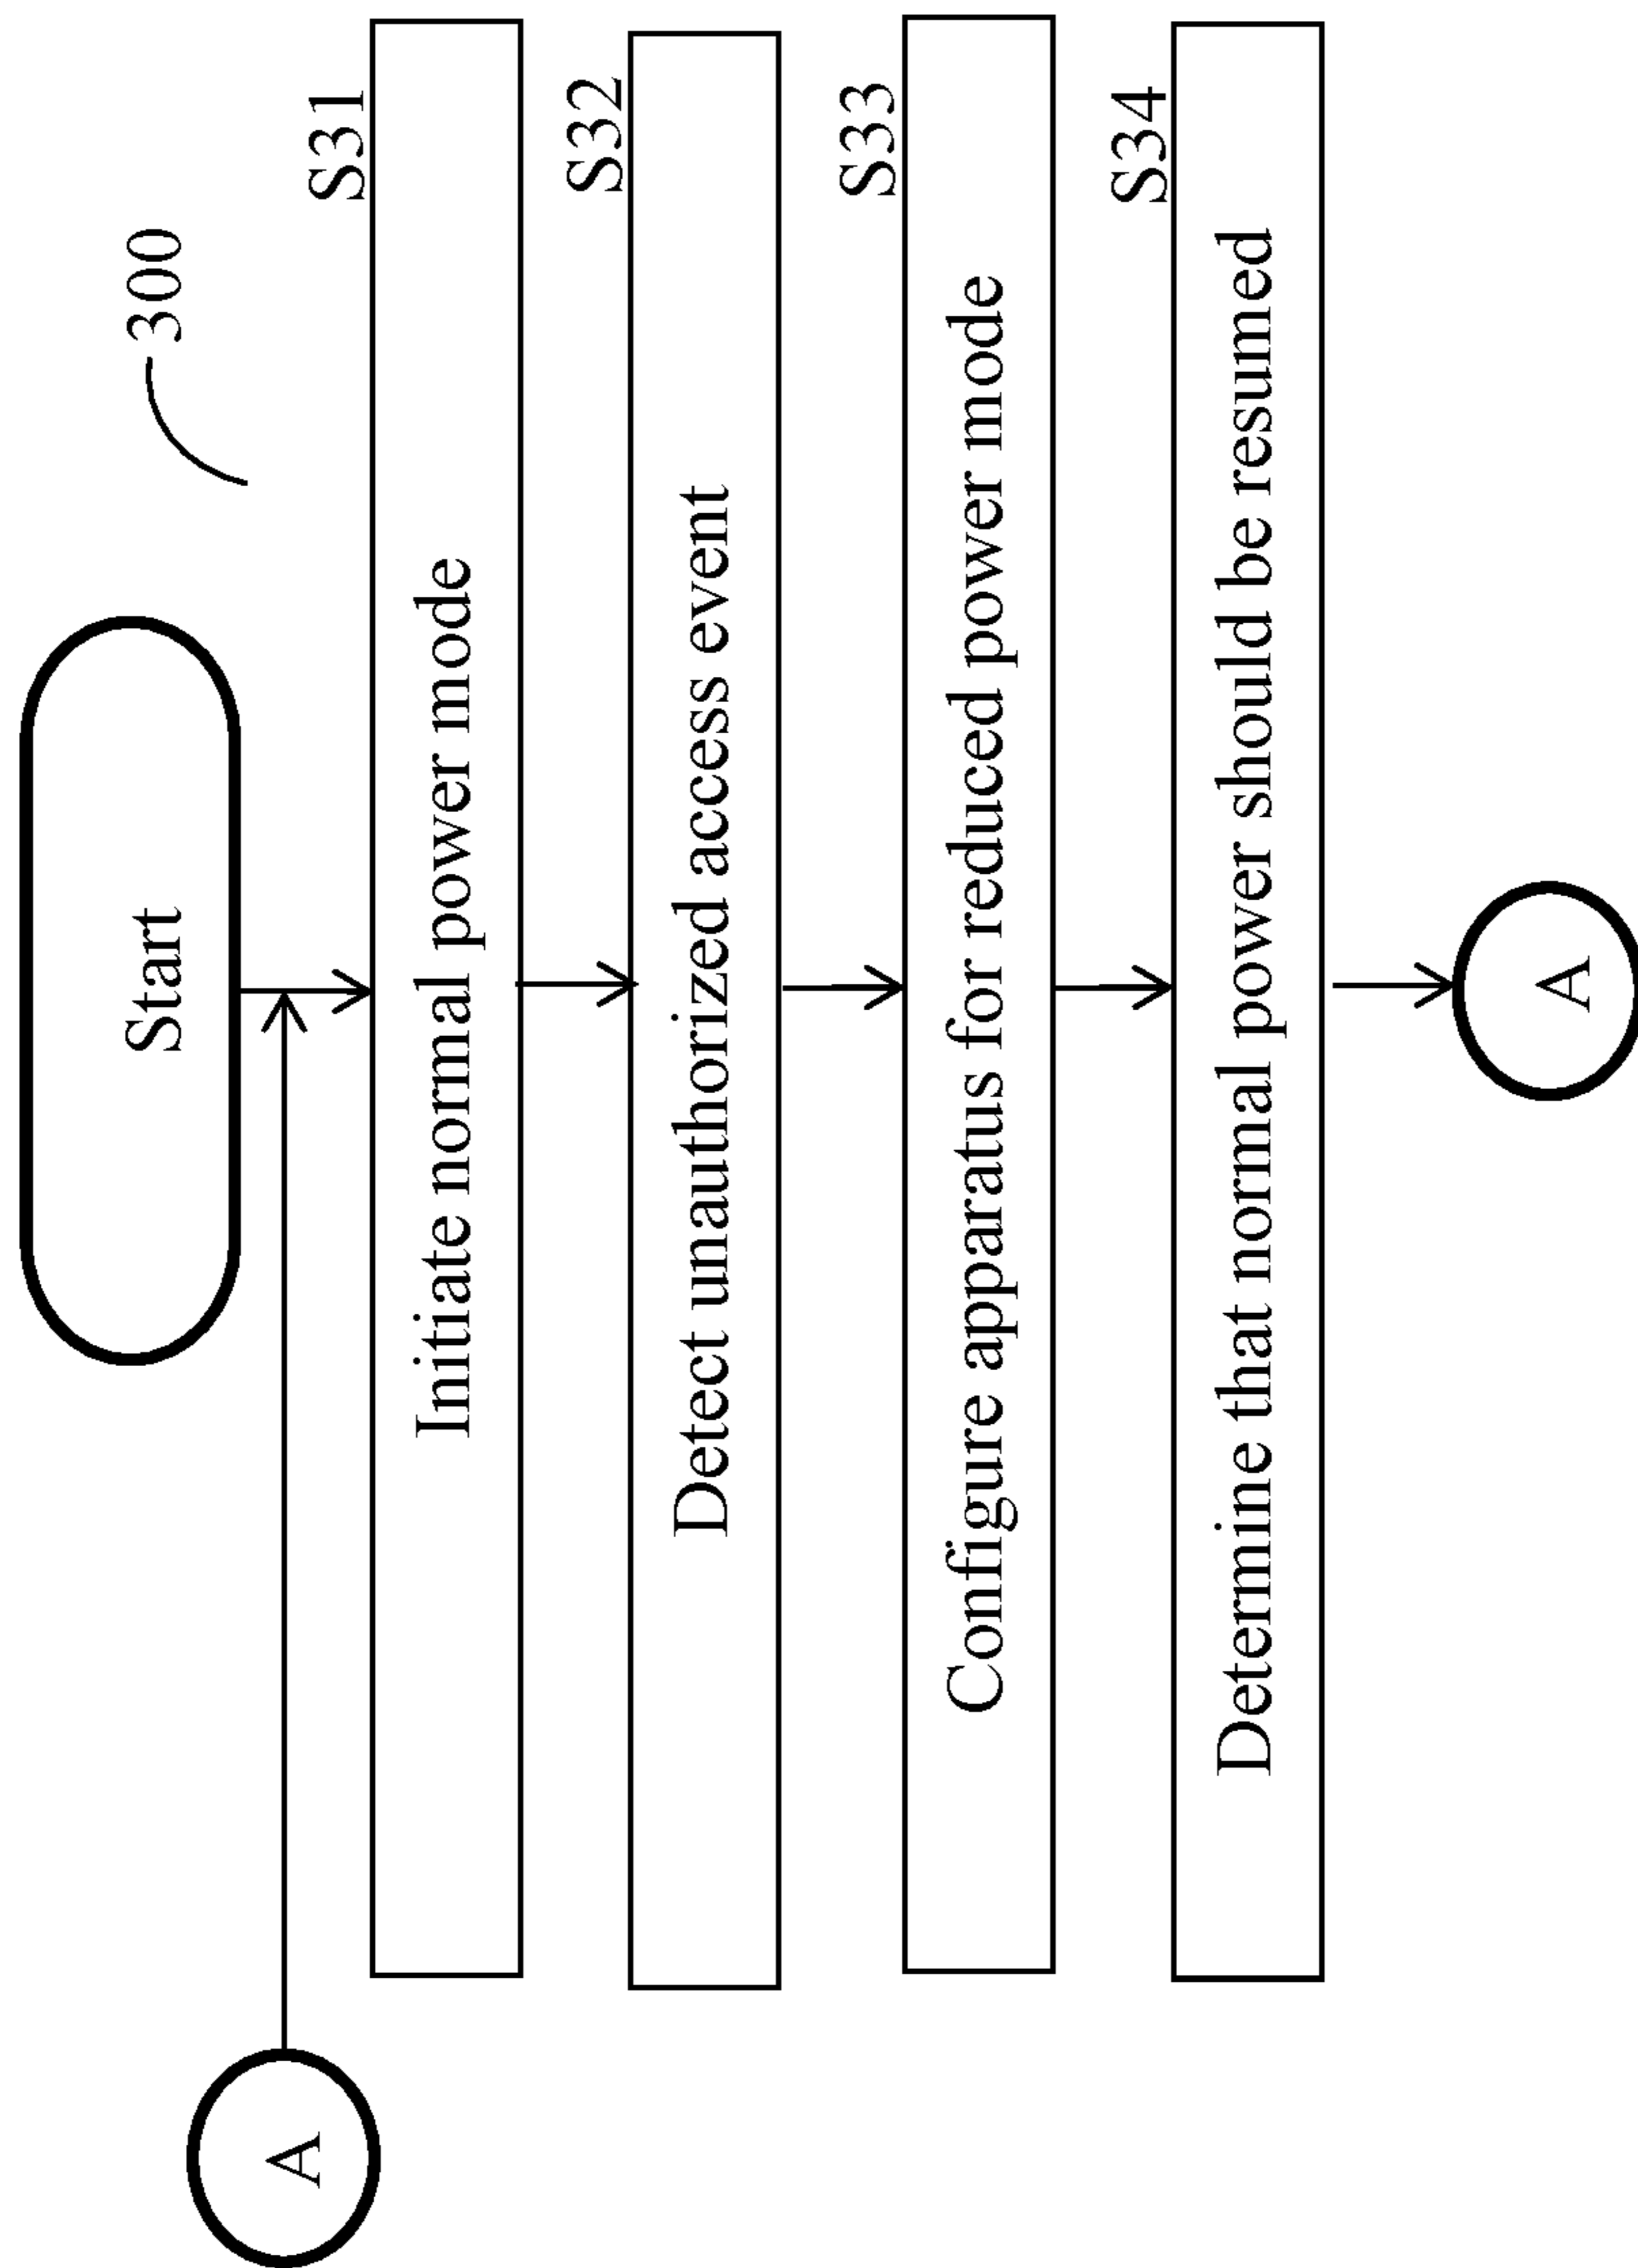 Start
300
A
S31
Initiate normal power mode
S32
Detect unauthorized access event
S33
Configure apparatus for reduced power mode
S34
Determine that normal power should be resumed
A